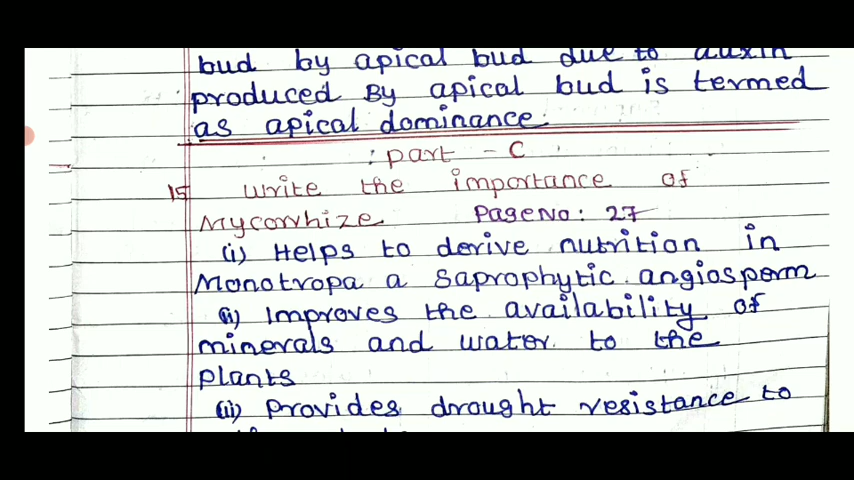 bud by apical bud due to auxin
produced By apical bud is termed
as apical dominance.
: part - C
15 write the importance of
Mycorrhize Page No: 27
(i) Helps to derive nutrition in
Monotropa a saprophytic angiosperm
(ii) Improves the availability of
minerals and water to the
plants
(iii) provides drought resistance to